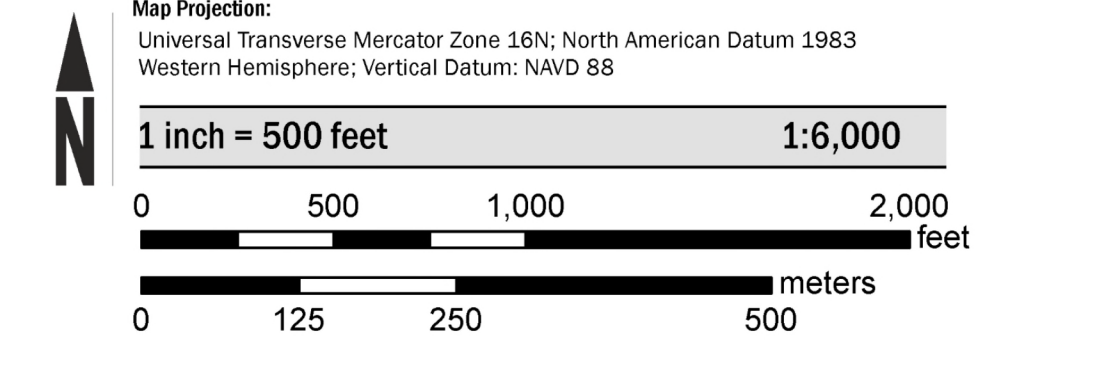 Map Projection:
Universal Transverse Mercator Zone 16N; North American Datum 1983
Western Hemisphere; Vertical Datum: NAVD 88
N
1 inch = 500 feet 1:6,000
0 500 1,000 2,000
feet
meters
0 125 250 500